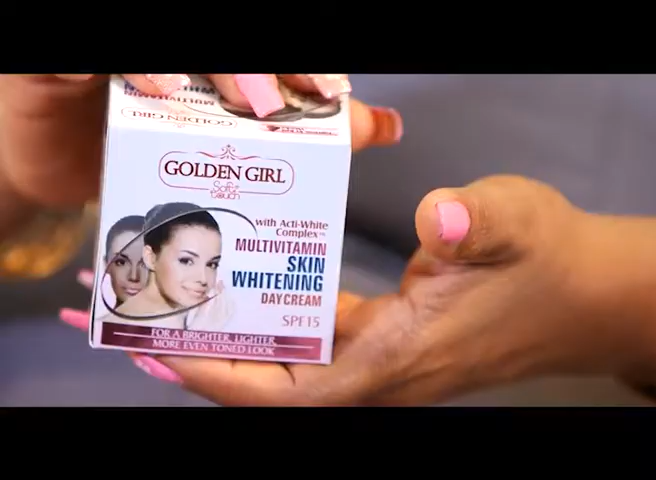 GOLDEN GIRL
Soft
touch
with Acti-White
Complex
MULTIVITAMIN
SKIN
WHITENING
DAY CREAM
SPF15
FOR A BRIGHTER, LIGHTER,
MORE EVEN TONED LOOK